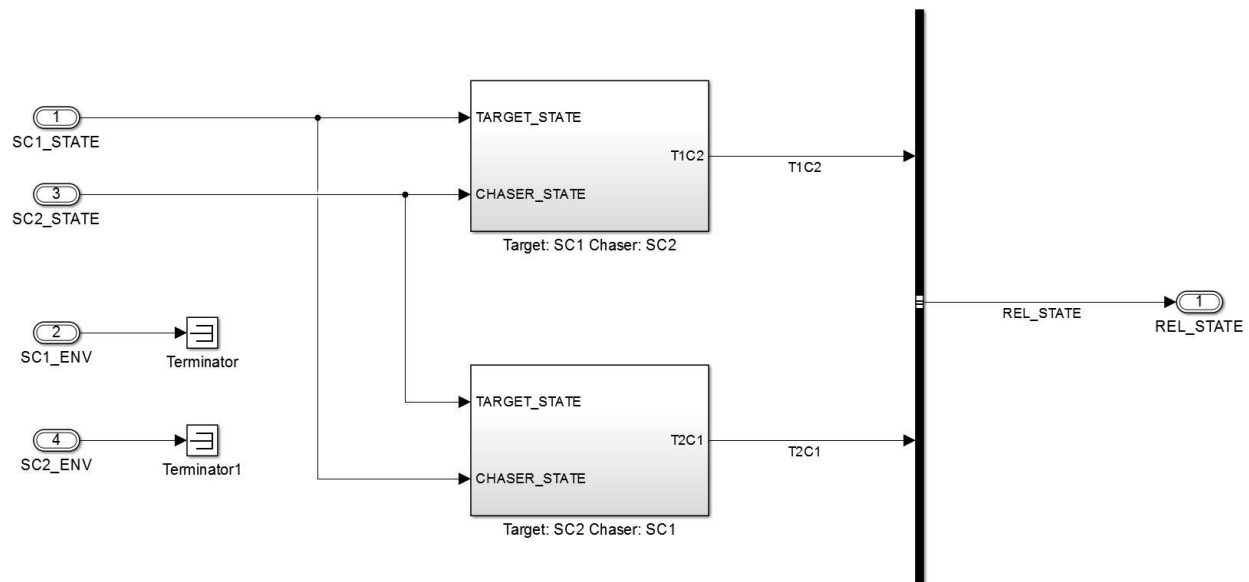 1
SC1_STATE
3
SC2_STATE
2
SC1_ENV
Terminator
4
SC2_ENV
Terminator1
TARGET_STATE
T1C2
CHASER_STATE
Target: SC1 Chaser: SC2
TARGET_STATE
T2C1
CHASER_STATE
Target: SC2 Chaser: SC1
T1C2
T2C1
REL_STATE
1
REL_STATE